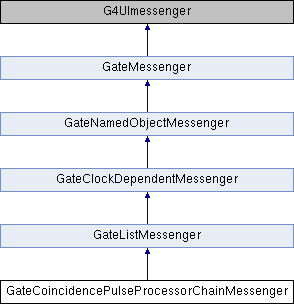 G4UImessenger
GateMessenger
GateNamedObjectMessenger
GateClockDependentMessenger
GateListMessenger
GateCoincidencePulseProcessorChainMessenger